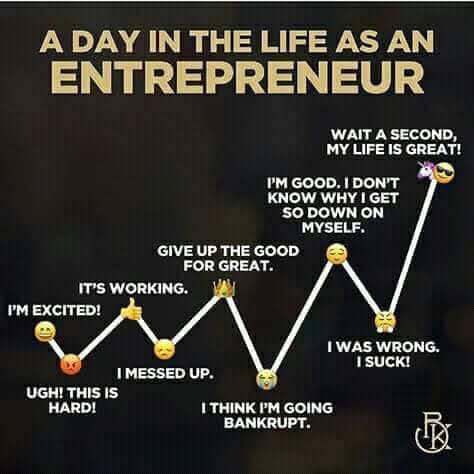 A DAY IN THE LIFE AS AN
ENTREPRENEUR
I'M EXCITED!
UGH! THIS IS
HARD!
IT'S WORKING.
I MESSED UP.
GIVE UP THE GOOD
FOR GREAT.
I THINK I'M GOING
BANKRUPT.
I'M GOOD. I DON'T
KNOW WHY I GET
SO DOWN ON
MYSELF.
I WAS WRONG.
I SUCK!
WAIT A SECOND,
MY LIFE IS GREAT!